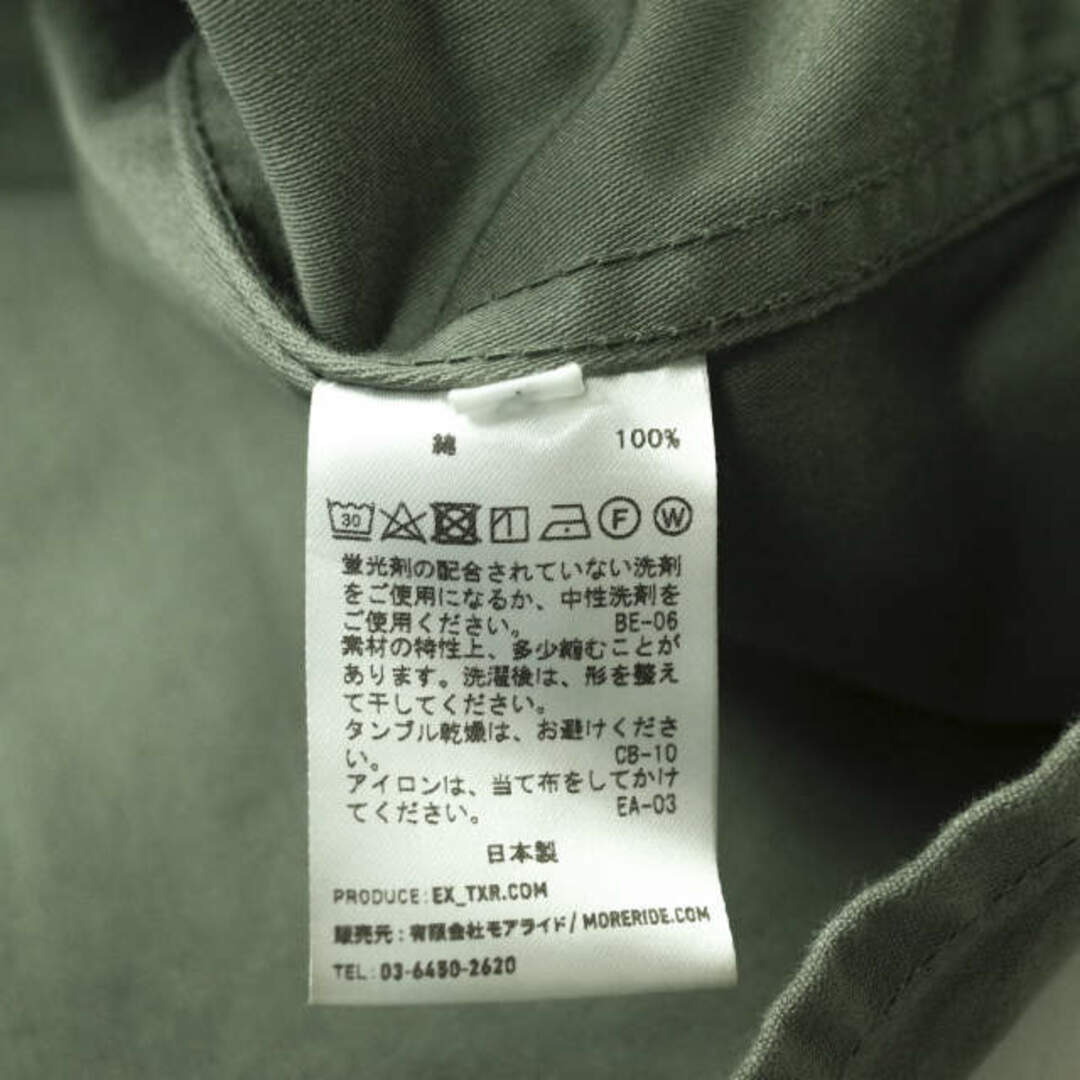 綿 100%
30 F W
蛍光剤の配合されていない洗剤
をご使用になるか、中性洗剤を
ご使用ください。 BE-06
素材の特性上、多少縮むことが
あります。洗濯後は、形を整え
て干してください。
タンブル乾燥は、お避けくださ
い。 CB-10
アイロンは、当て布をしてかけ
てください。 EA-03
日本製
PRODUCE: EX_TXR.COM
販売元:有限会社モアライド/MORERIDE.COM
TEL: 03-6450-2620